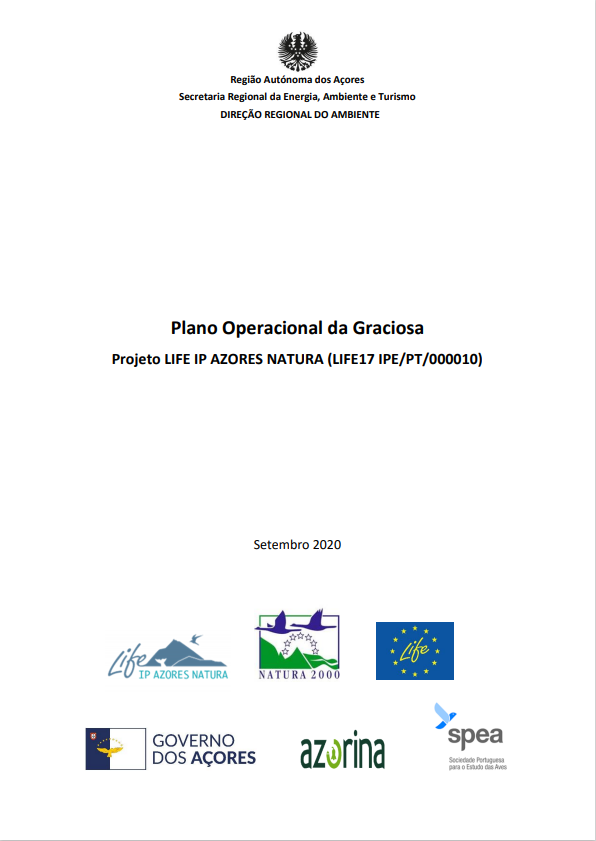 Região Autónoma dos Açores
Secretaria Regional da Energia, Ambiente e Turismo
DIREÇÃO REGIONAL DO AMBIENTE
Plano Operacional da Graciosa
Projeto LIFE IP AZORES NATURA (LIFE17 IPE/PT/000010)
Setembro 2020
Life
IP AZORES NATURA
NATURA 2000
Life
GOVERNO
DOS AÇORES
azorina
spea
Sociedade Portuguesa
para o Estudo das Aves